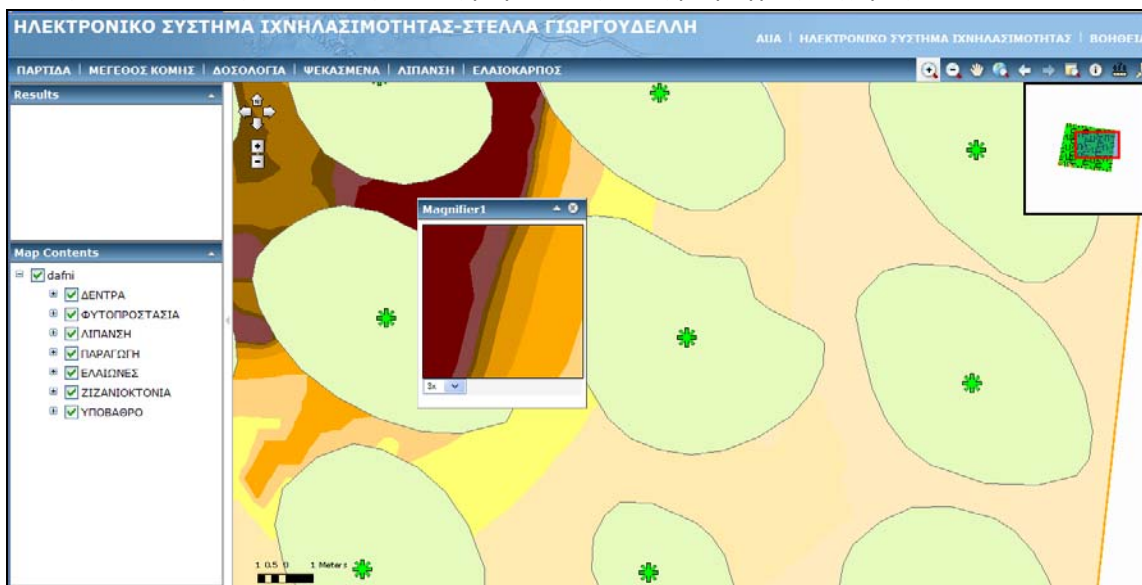 ΗΛΕΚΤΡΟΝΙΚΟ ΣΥΣΤΗΜΑ ΙΧΝΗΛΑΣΙΜΟΤΗΤΑΣ-ΣΤΕΛΛΑ ΓΙΩΡΓΟΥΔΕΛΛΗ
ΑΠΑ | ΗΛΕΚΤΡΟΝΙΚΟ ΣΥΣΤΗΜΑ ΙΧΝΗΛΑΣΙΜΟΤΗΤΑΣ | ΒΟΗΘΕΙΑ
ΠΑΡΤΙΔΑ | ΜΕΓΕΘΟΣ ΚΟΜΗΣ | ΔΟΣΟΛΟΓΙΑ | ΨΕΚΑΣΜΕΝΑ | ΛΙΠΑΝΣΗ | ΕΛΑΙΟΚΑΡΠΟΣ
Results
Magnifier1
3x
Map Contents
dafni
ΔΕΝΤΡΑ
ΦΥΤΟΠΡΟΣΤΑΣΙΑ
ΛΙΠΑΝΣΗ
ΠΑΡΑΓΩΓΗ
ΕΛΑΙΩΝΕΣ
ΖΙΖΑΝΙΟΚΤΟΝΙΑ
ΥΠΟΒΑΘΡΟ
1 0.5 0 1 Meters